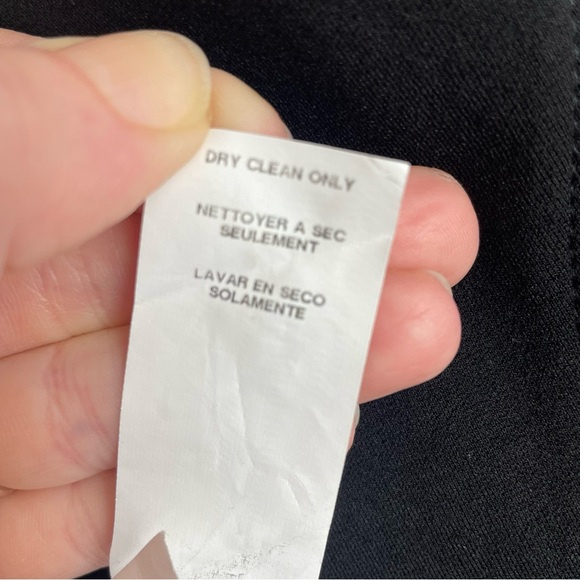 DRY CLEAN ONLY
NETTOYER A SEC
SEULEMENT
LAVAR EN SECO
SOLAMENTE